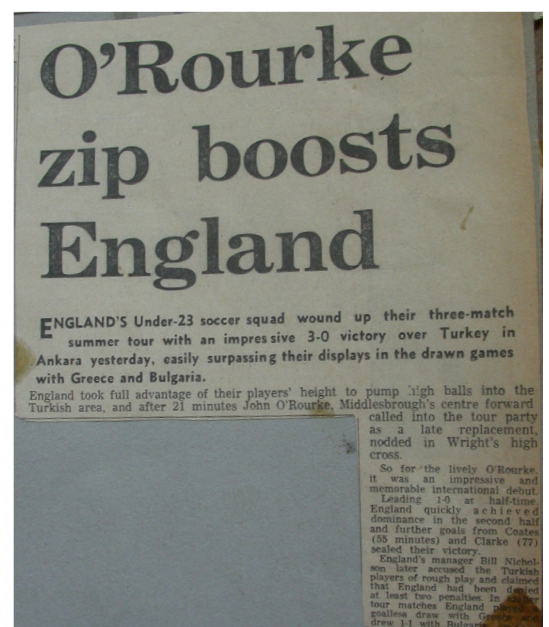 O'Rourke
zip boosts
England
ENGLAND'S Under-23 soccer squad wound up their three-match
summer tour with an impressive 3-0 victory over Turkey in
Ankara yesterday, easily surpassing their displays in the drawn games
with Greece and Bulgaria.
England took full advantage of their players' height to pump high balls into the
Turkish area, and after 21 minutes John O'Rourke, Middlesbrough's centre forward
called into the tour party
as a late replacement,
nodded in Wright's high
cross.
So for the lively O'Rourke
it was an impressive and
memorable international debut.
Leading 1-0 at half-time,
England quickly achieved
dominance in the second half
and further goals from Coates
(55 minutes) and Clarke (77)
sealed their victory.
England's manager Bill Nichol-
son later accused the Turkish
players of rough play and claimed
that England had been denied
at least two penalties. In
tour matches England played
goalless draw with Greece and
drew 1-1 with Bulgaria.